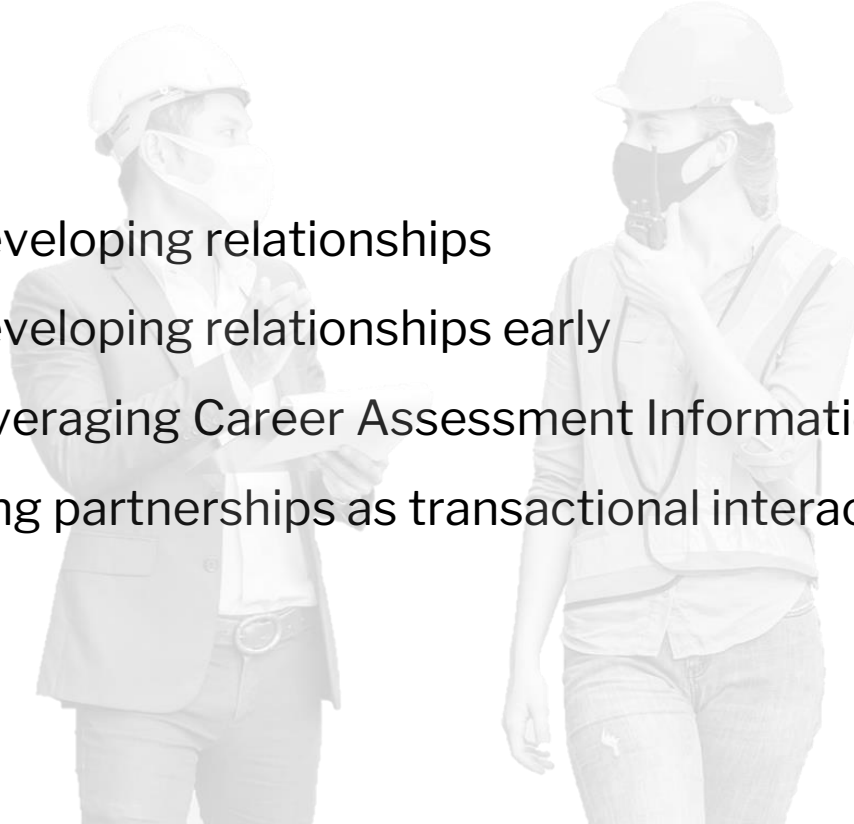 eveloping relationships
eveloping relationships early
veraging Career Assessment Informati
ng partnerships as transactional interac